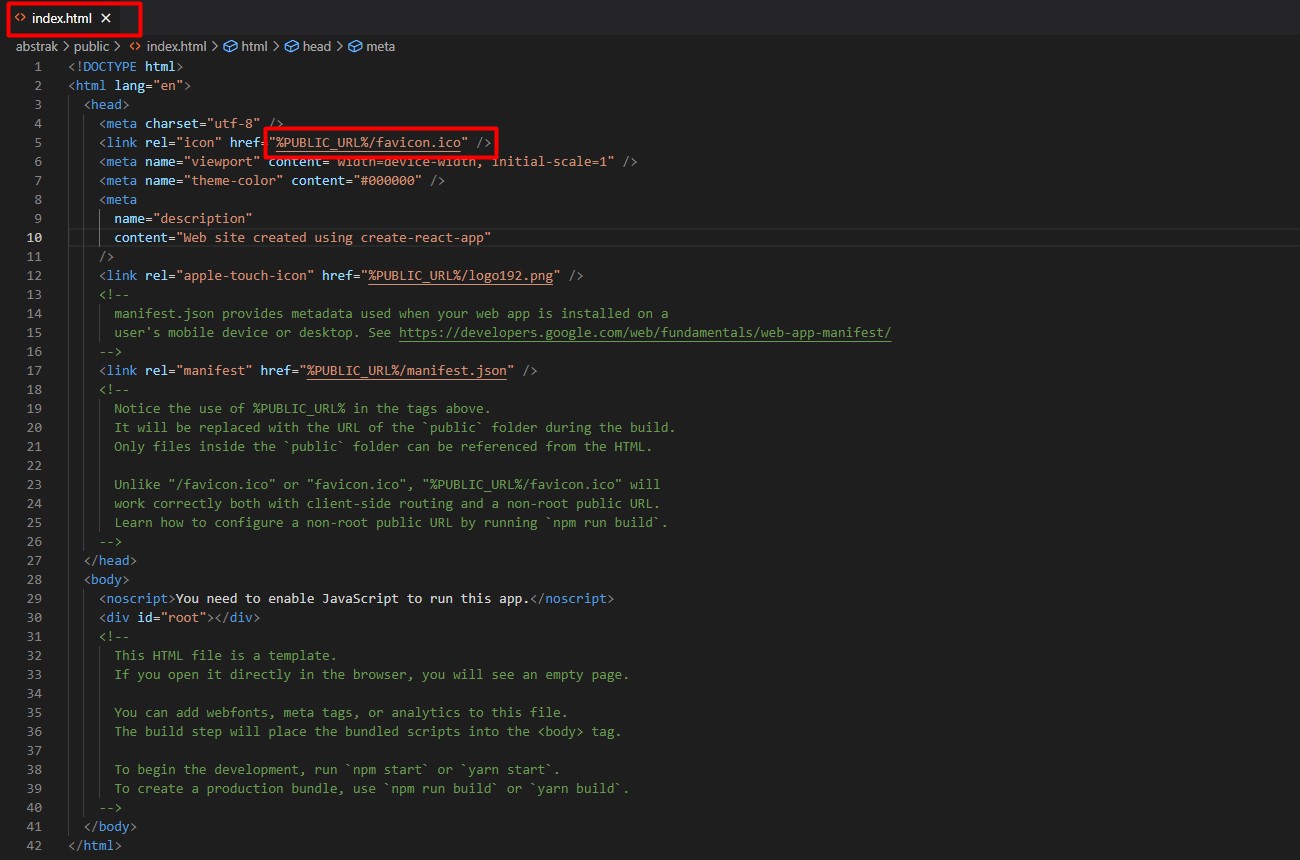 index.html
abstrak > public > index.html > html > head > meta
1 <!DOCTYPE html>
2 <html lang="en">
3 <head>
4 <meta charset="utf-8" />
5 <link rel="icon" href="%PUBLIC_URL%/favicon.ico" />
6 <meta name="viewport" content="width=device-width, initial-scale=1" />
7 <meta name="theme-color" content="#000000" />
8 <meta
9 name="description"
10 content="Web site created using create-react-app"
11 />
12 <link rel="apple-touch-icon" href="%PUBLIC_URL%/logo192.png" />
13 <!--
14 manifest.json provides metadata used when your web app is installed on a
15 user's mobile device or desktop. See https://developers.google.com/web/fundamentals/web-app-manifest/
16 -->
17 <link rel="manifest" href="%PUBLIC_URL%/manifest.json" />
18 <!--
19 Notice the use of %PUBLIC_URL% in the tags above.
20 It will be replaced with the URL of the `public` folder during the build.
21 Only files inside the `public` folder can be referenced from the HTML.
22
23 Unlike "/favicon.ico" or "favicon.ico", "%PUBLIC_URL%/favicon.ico" will
24 work correctly both with client-side routing and a non-root public URL.
25 Learn how to configure a non-root public URL by running `npm run build`.
26 -->
27 </head>
28 <body>
29 <noscript>You need to enable JavaScript to run this app.</noscript>
30 <div id="root"></div>
31 <!--
32 This HTML file is a template.
33 If you open it directly in the browser, you will see an empty page.
34
35 You can add webfonts, meta tags, or analytics to this file.
36 The build step will place the bundled scripts into the <body> tag.
37
38 To begin the development, run `npm start` or `yarn start`.
39 To create a production bundle, use `npm run build` or `yarn build`.
40 -->
41 </body>
42 </html>